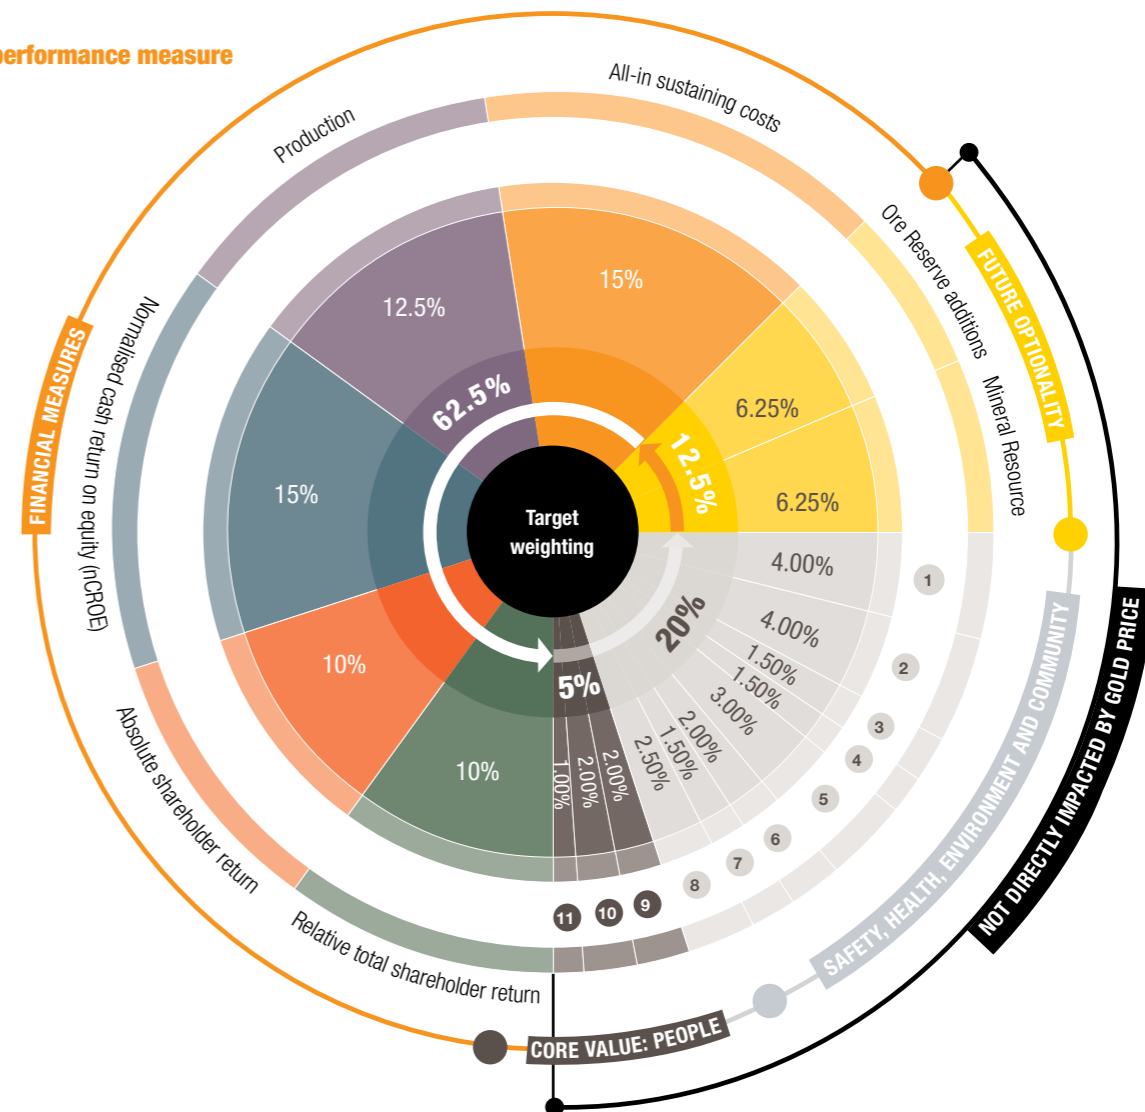 performance measure
All-in sustaining costs
Production
Ore Reserve additions
Mineral Resource
Normalised cash return on equity (nCROE)
Absolute shareholder return
Relative total shareholder return
FINANCIAL MEASURES
FUTURE OPTIONALITY
SAFETY, HEALTH, ENVIRONMENT AND COMMUNITY
NOT DIRECTLY IMPACTED BY GOLD PRICE
CORE VALUE: PEOPLE
15%
12.5%
15%
10%
10%
6.25%
6.25%
62.5%
12.5%
20%
5%
Target
weighting
4.00%
4.00%
1.50%
1.50%
3.00%
2.00%
1.50%
2.50%
2.00%
2.00%
1.00%
1
2
3
4
5
6
7
8
9
10
11